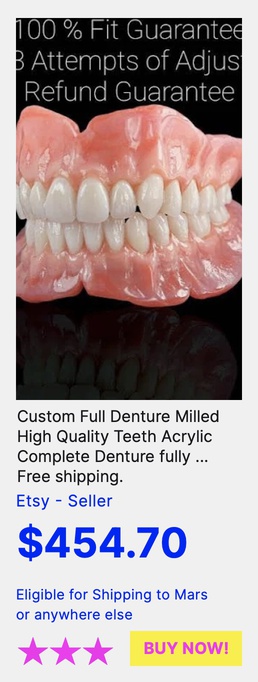 100 % Fit Guarantee
3 Attempts of Adjus
Refund Guarantee
Custom Full Denture Milled
High Quality Teeth Acrylic
Complete Denture fully ...
Free shipping.
Etsy - Seller
$454.70
Eligible for Shipping to Mars
or anywhere else
BUY NOW!